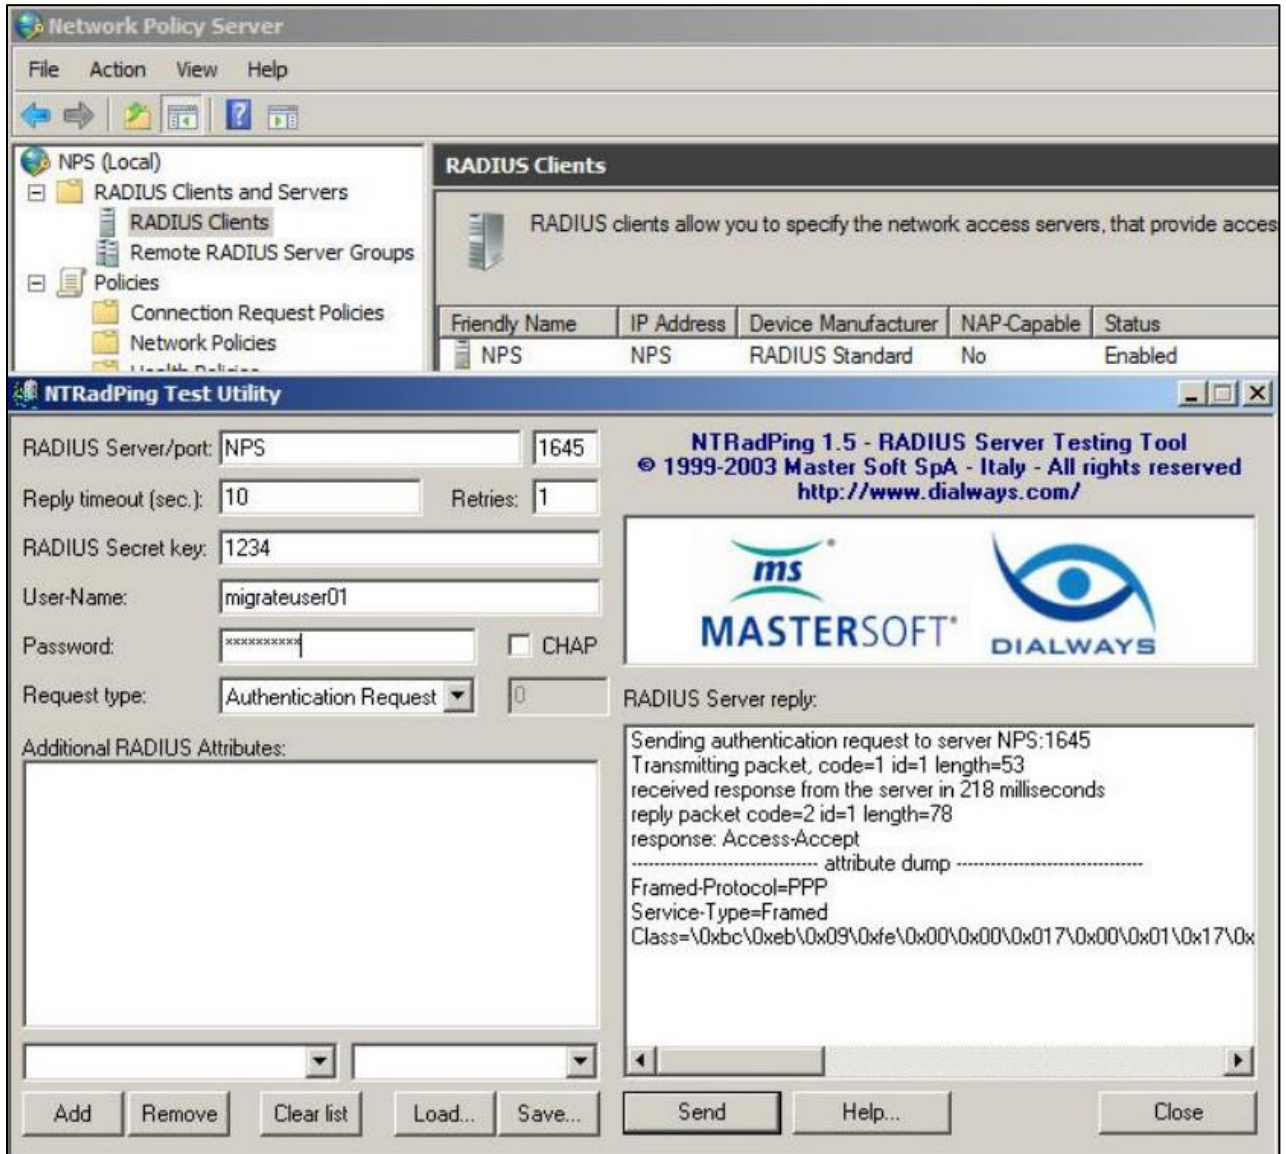 Network Policy Server
File Action View Help
NPS (Local)
RADIUS Clients and Servers
RADIUS Clients
Remote RADIUS Server Groups
Policies
Connection Request Policies
Network Policies
RADIUS Clients
RADIUS clients allow you to specify the network access servers, that provide acces
Friendly Name IP Address Device Manufacturer NAP-Capable Status
NPS NPS RADIUS Standard No Enabled
NTRadPing Test Utility
RADIUS Server/port: NPS 1645
Reply timeout (sec.): 10 Retries: 1
RADIUS Secret key: 1234
User-Name: migrateuser01
Password: xxxxxxxxxx CHAP
Request type: Authentication Request 0
Additional RADIUS Attributes:
Add Remove Clear list Load... Save...
NTRadPing 1.5 - RADIUS Server Testing Tool
© 1999-2003 Master Soft SpA - Italy - All rights reserved
http://www.dialways.com/
ms
MASTERSOFT
DIALWAYS
RADIUS Server reply:
Sending authentication request to server NPS:1645
Transmitting packet, code=1 id=1 length=53
received response from the server in 218 milliseconds
reply packet code=2 id=1 length=78
response: Access-Accept
-------------------------------- attribute dump --------------------------------
Framed-Protocol=PPP
Service-Type=Framed
Class=\0xbc\0xeb\0x09\0xfe\0x00\0x00\0x017\0x00\0x01\0x17\0x
Send Help... Close